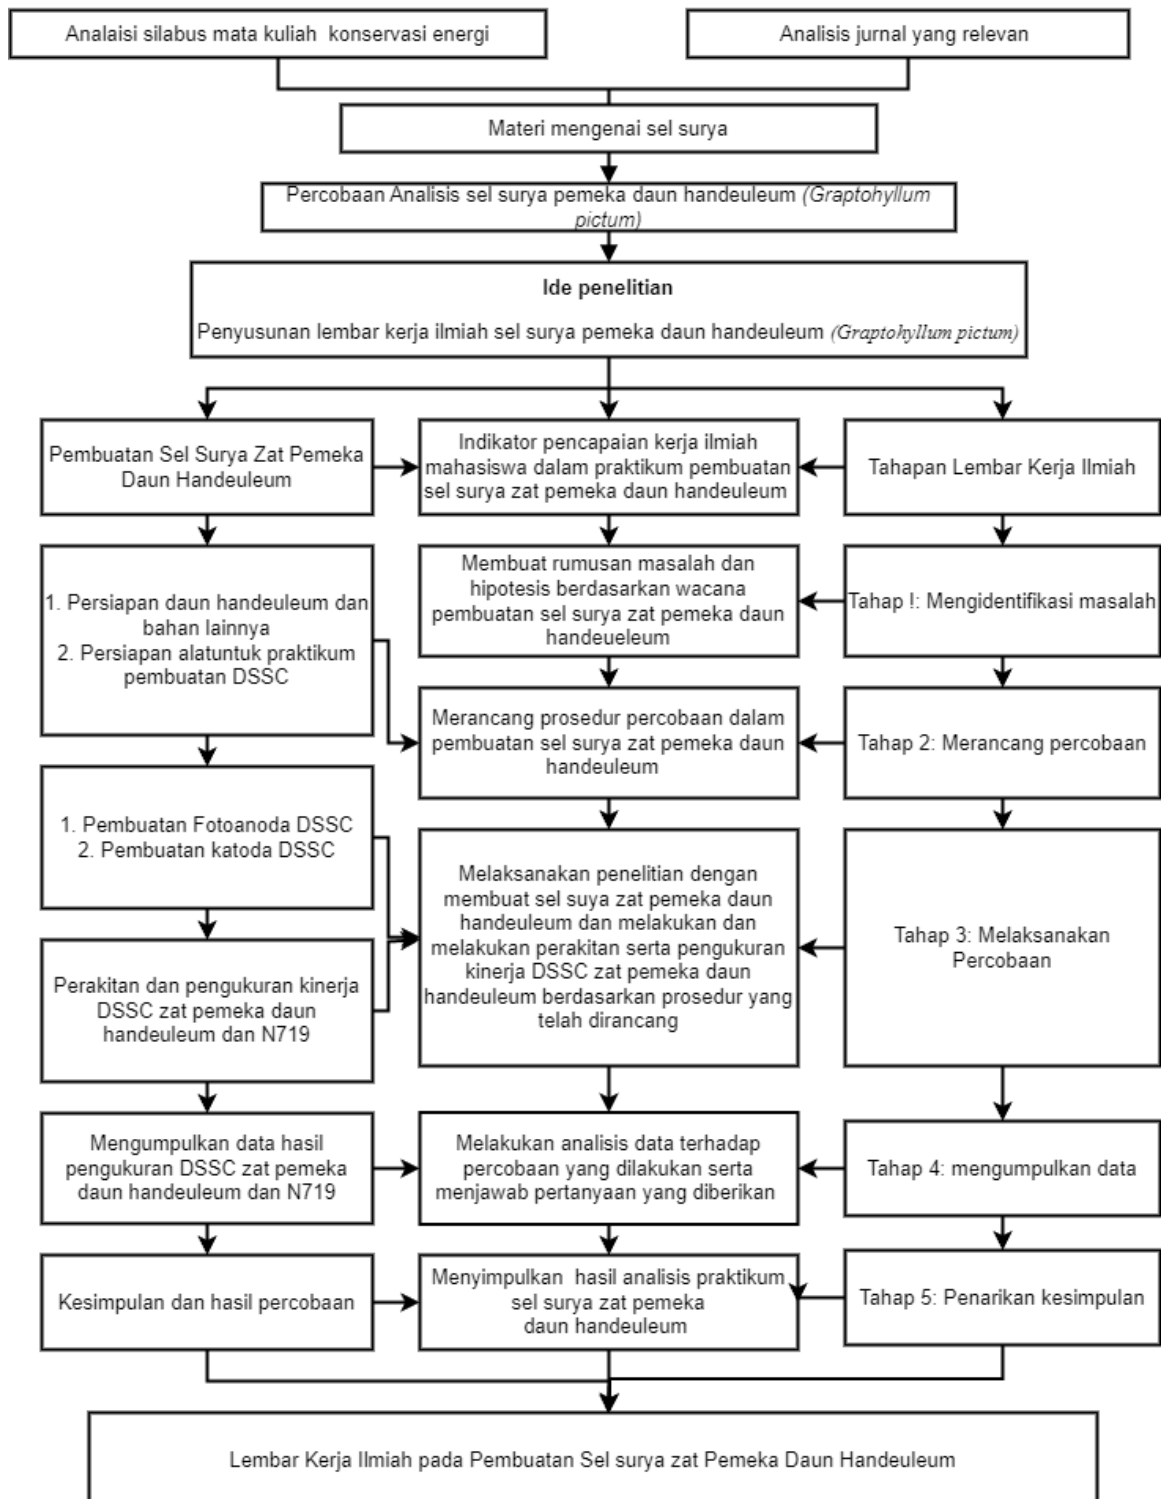 Analaisi silabus mata kuliah  konservasi energi
Analisis jurnal yang relevan
Materi mengenai sel surya
Percobaan Analisis sel surya pemeka daun handeuleum (Graptohyllum
pictum)
Ide penelitian
Penyusunan lembar kerja ilmiah sel surya pemeka daun handeuleum (Graptohyllum pictum)
Pembuatan Sel Surya Zat Pemeka
Daun Handeuleum
Indikator pencapaian kerja ilmiah
mahasiswa dalam praktikum pembuatan
sel surya zat pemeka daun handeuleum
Tahapan Lembar Kerja Ilmiah
1. Persiapan daun handeuleum dan
bahan lainnya
2. Persiapan alatuntuk praktikum
pembuatan DSSC
Membuat rumusan masalah dan
hipotesis berdasarkan wacana
pembuatan sel surya zat pemeka daun
handeueleum
Tahap !: Mengidentifikasi masalah
Merancang prosedur percobaan dalam
pembuatan sel surya zat pemeka daun
handeuleum
Tahap 2: Merancang percobaan
1. Pembuatan Fotoanoda DSSC
2. Pembuatan katoda DSSC
Melaksanakan penelitian dengan
membuat sel suya zat pemeka daun
handeuleum dan melakukan dan
melakukan perakitan serta pengukuran
kinerja DSSC zat pemeka daun
handeuleum berdasarkan prosedur yang
telah dirancang
Tahap 3: Melaksanakan
Percobaan
Perakitan dan pengukuran kinerja
DSSC zat pemeka daun
handeuleum dan N719
Mengumpulkan data hasil
pengukuran DSSC zat pemeka
daun handeuleum dan N719
Melakukan analisis data terhadap
percobaan yang dilakukan serta
menjawab pertanyaan yang diberikan
Tahap 4: mengumpulkan data
Kesimpulan dan hasil percobaan
Menyimpulkan  hasil analisis praktikum
sel surya zat pemeka
daun handeuleum
Tahap 5: Penarikan kesimpulan
Lembar Kerja Ilmiah pada Pembuatan Sel surya zat Pemeka Daun Handeuleum